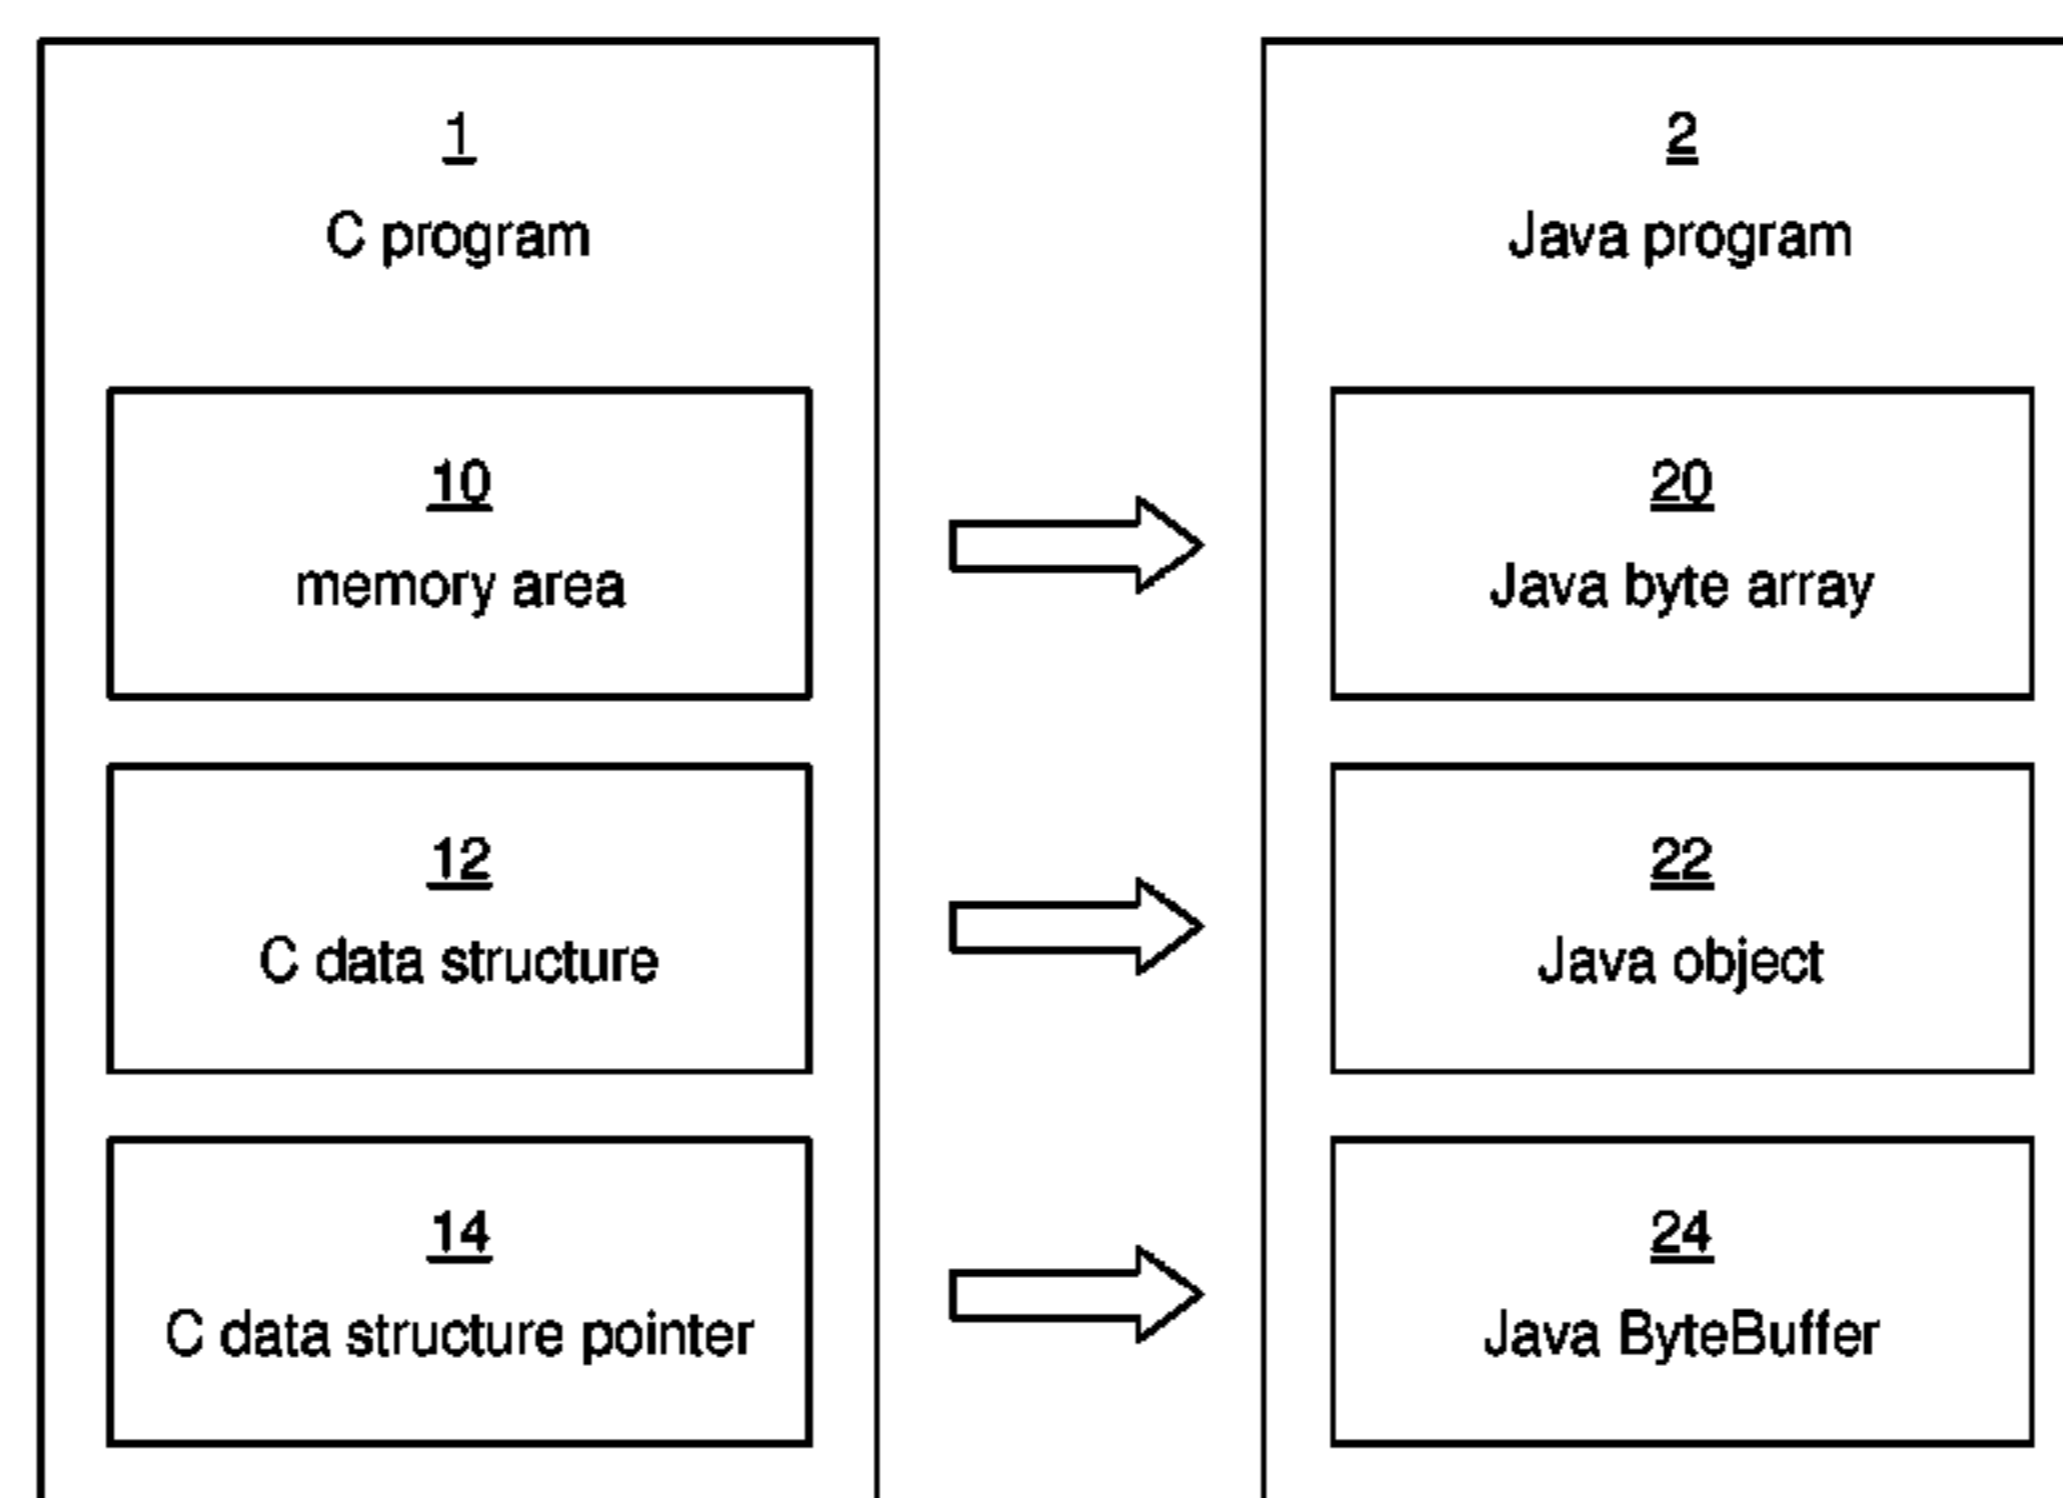 1
C program
10
memory area
12
C data structure
14
C data structure pointer
2
Java program
20
Java byte array
22
Java object
24
Java ByteBuffer